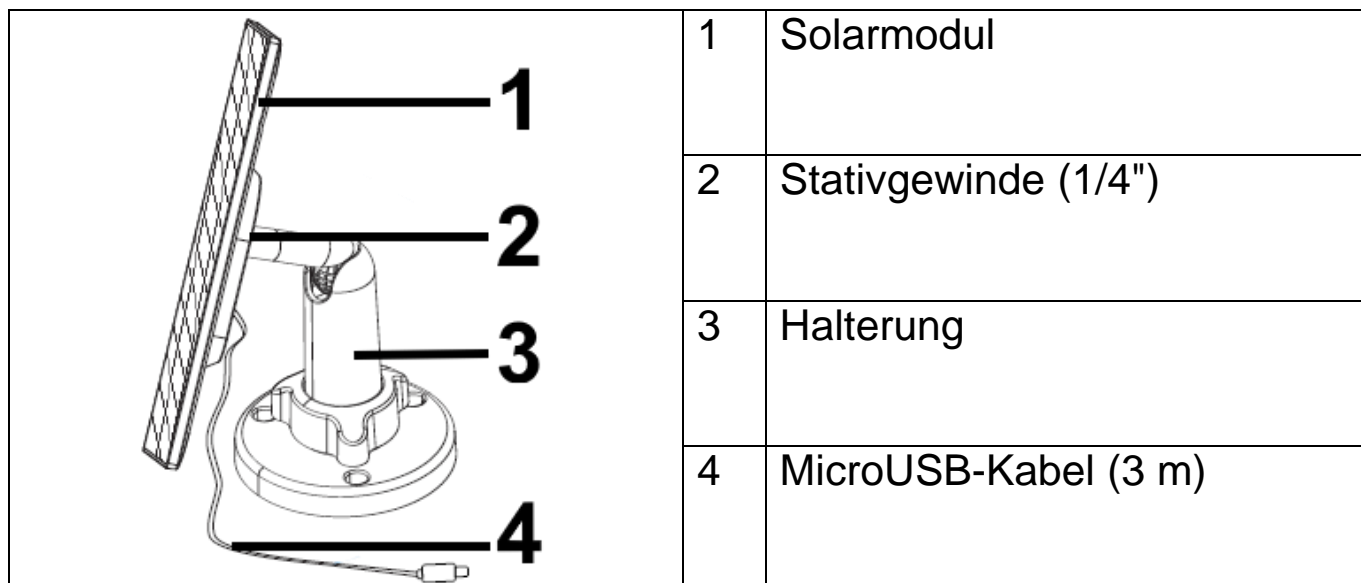 1
2
3
4
1 Solarmodul
2 Stativgewinde (1/4")
3 Halterung
4 MicroUSB-Kabel (3 m)